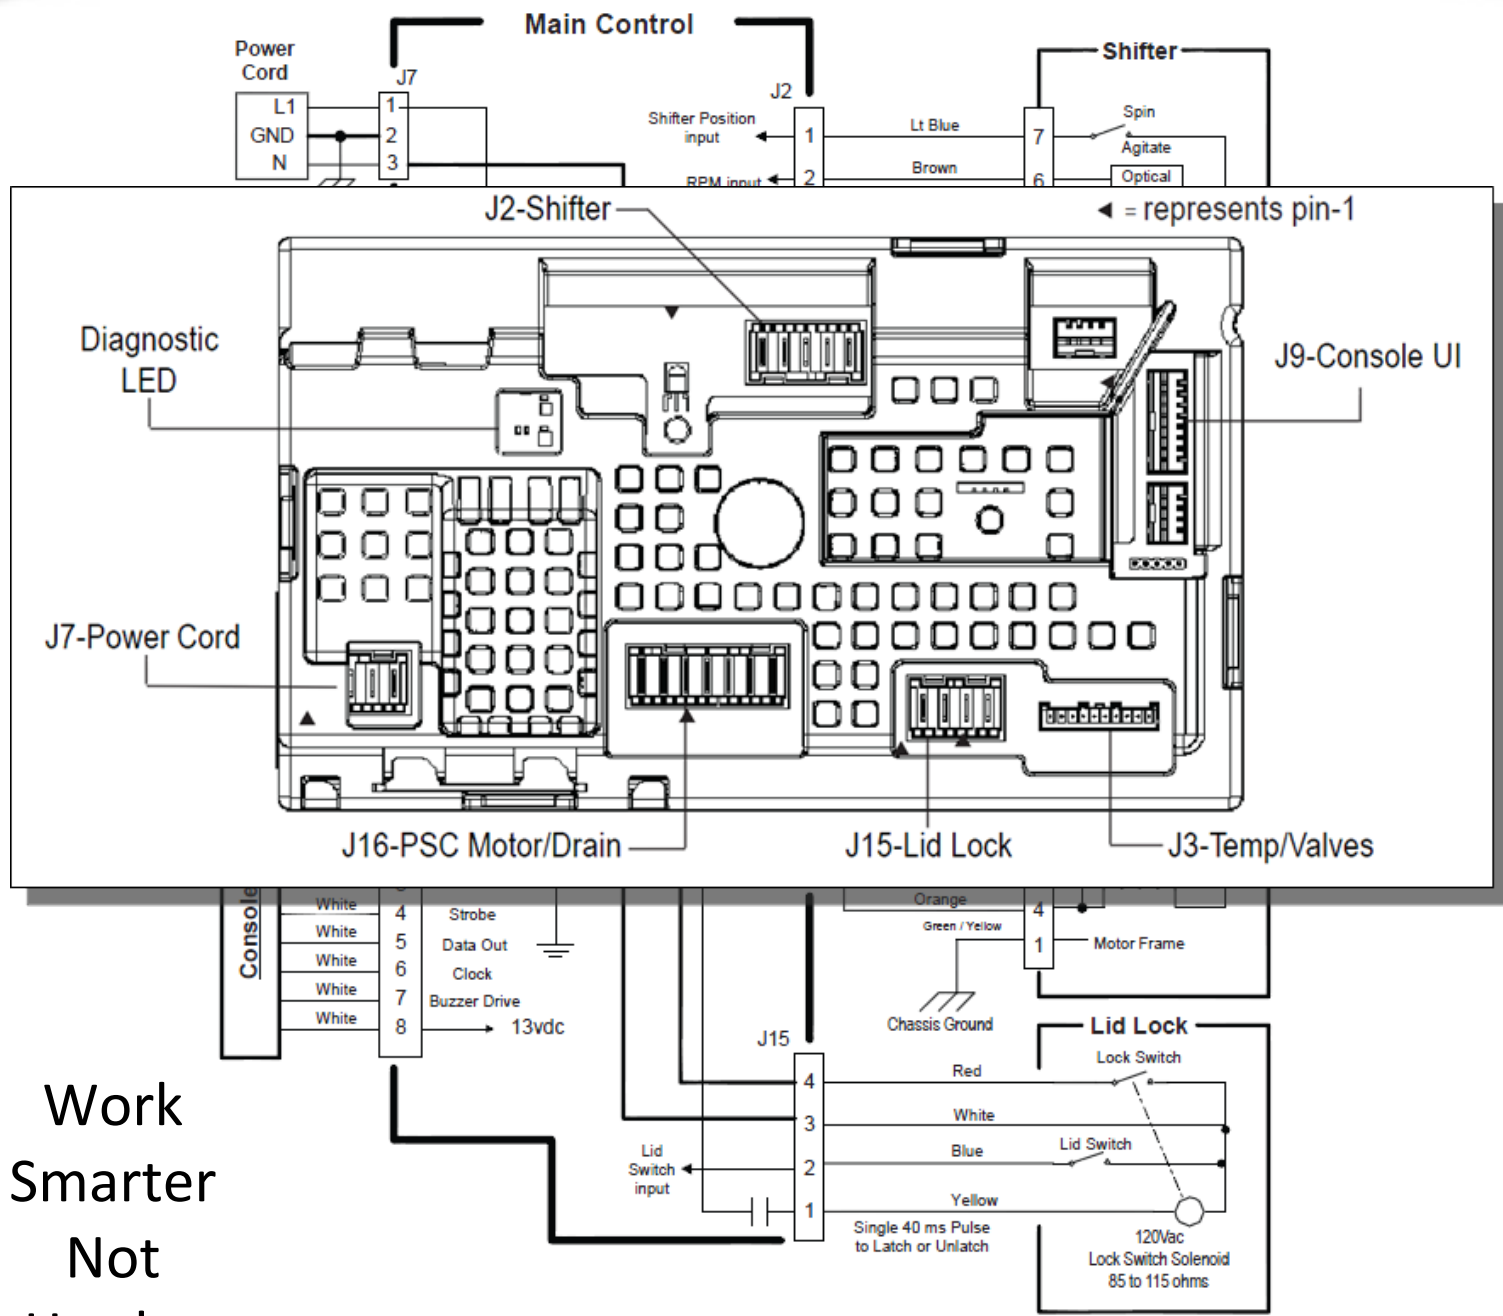 Main Control
Power
Cord
J7
L1
1
GND
2
N
3
J2
Shifter Position
input
1
Lt Blue
7
Shifter
Spin
Agitate
RPM input
2
Brown
6
Optical
J2-Shifter
◄ = represents pin-1
Diagnostic
LED
J9-Console UI
J7-Power Cord
J16-PSC Motor/Drain
J15-Lid Lock
J3-Temp/Valves
Console
White
4
Strobe
White
5
Data Out
White
6
Clock
White
7
Buzzer Drive
White
8
13vdc
Orange
4
Green / Yellow
1
Motor Frame
Chassis Ground
J15
Lid Lock
Lock Switch
4
Red
3
White
Lid
Switch
input
2
Blue
Lid Switch
1
Yellow
Single 40 ms Pulse
to Latch or Unlatch
120Vac
Lock Switch Solenoid
85 to 115 ohms
Work
Smarter
Not